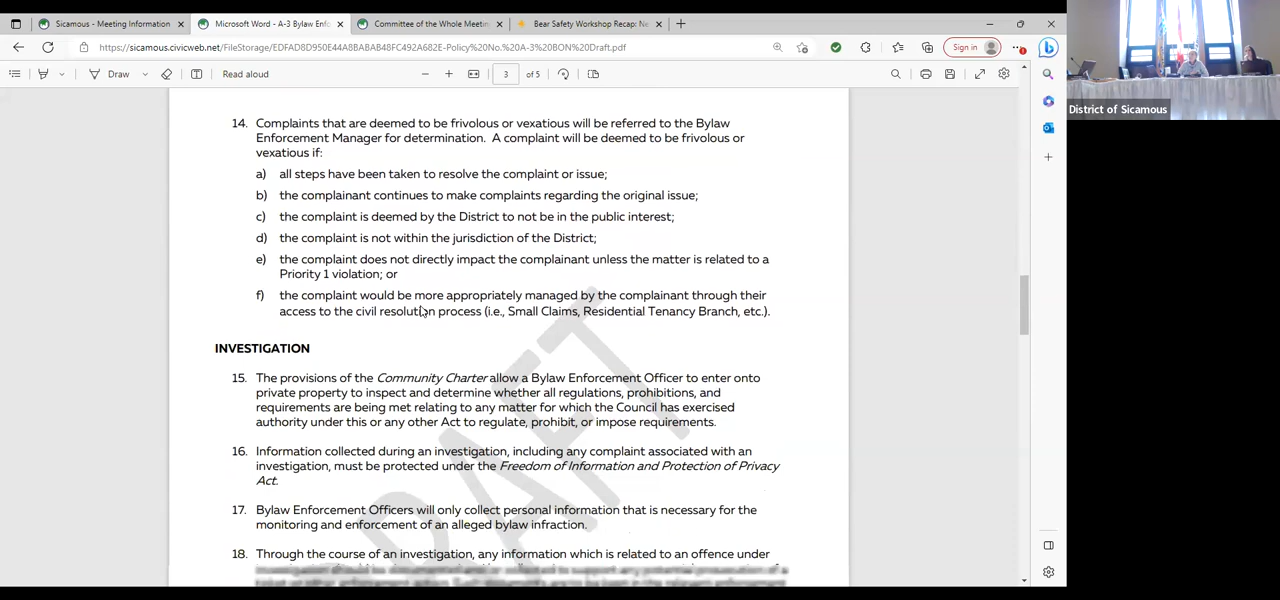 Sicamous - Meeting Information
Microsoft Word - A-3 Bylaw Enfo
Committee of the Whole Meetin
Bear Safety Workshop Recap: Ne
https://sicamous.civicweb.net/FileStorage/EDFAD8D950E44A8BABAB48FC492A682E-Policy%20No.%20A-3%20BON%20Draft.pdf
Sign in
Draw
Read aloud
3
of 5
District of Sicamous
14. Complaints that are deemed to be frivolous or vexatious will be referred to the Bylaw
Enforcement Manager for determination. A complaint will be deemed to be frivolous or
vexatious if:
a) all steps have been taken to resolve the complaint or issue;
b) the complainant continues to make complaints regarding the original issue;
c) the complaint is deemed by the District to not be in the public interest;
d) the complaint is not within the jurisdiction of the District;
e) the complaint does not directly impact the complainant unless the matter is related to a
Priority 1 violation; or
f) the complaint would be more appropriately managed by the complainant through their
access to the civil resolution process (i.e., Small Claims, Residential Tenancy Branch, etc.).
INVESTIGATION
15. The provisions of the Community Charter allow a Bylaw Enforcement Officer to enter onto
private property to inspect and determine whether all regulations, prohibitions, and
requirements are being met relating to any matter for which the Council has exercised
authority under this or any other Act to regulate, prohibit, or impose requirements.
16. Information collected during an investigation, including any complaint associated with an
investigation, must be protected under the Freedom of Information and Protection of Privacy
Act.
17. Bylaw Enforcement Officers will only collect personal information that is necessary for the
monitoring and enforcement of an alleged bylaw infraction.
18. Through the course of an investigation, any information which is related to an offence under